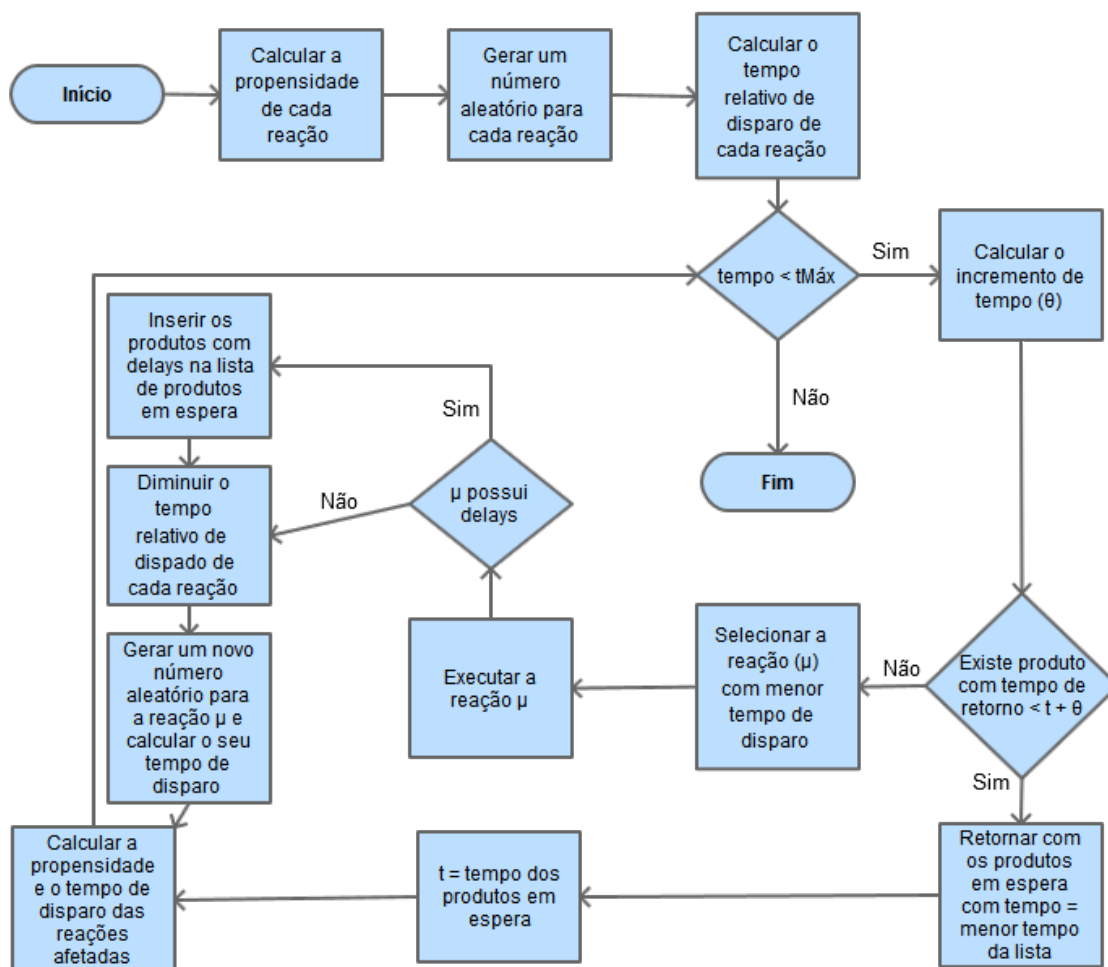 Início
Calcular a
propensidade
de cada
reação
Gerar um
número
aleatório para
cada reação
Calcular o
tempo
relativo de
disparo de
cada reação
tempo < tMáx
Sim
Calcular o
incremento de
tempo (θ)
Não
Fim
Inserir os
produtos com
delays na lista
de produtos
em espera
Sim
µ possui
delays
Não
Diminuir o
tempo
relativo de
dispado de
cada reação
Gerar um novo
número
aleatório para
a reação µ e
calcular o seu
tempo de
disparo
Executar a
reação µ
Selecionar a
reação (µ)
com menor
tempo de
disparo
Não
Existe produto
com tempo de
retorno < t + θ
Sim
Calcular a
propensidade
e o tempo de
disparo das
reações
afetadas
t = tempo dos
produtos em
espera
Retornar com
os produtos
em espera
com tempo =
menor tempo
da lista